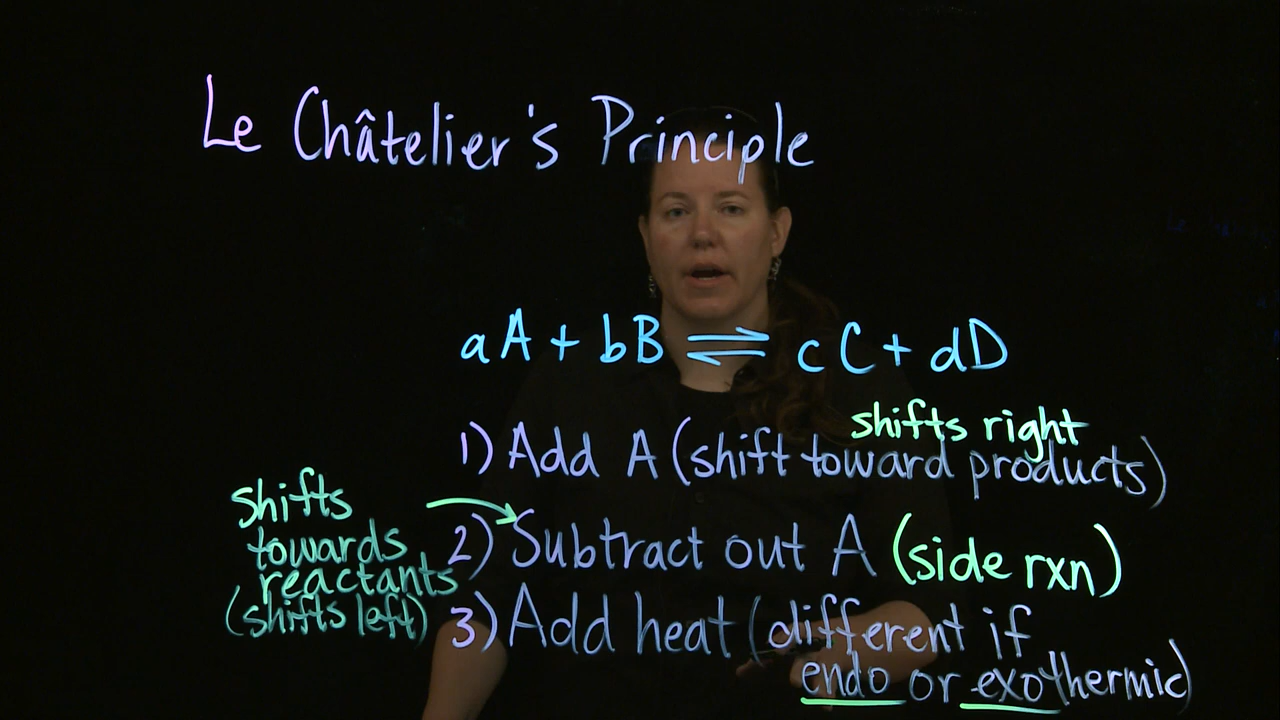 Le Châtelier's Principle
aA + bB ⇌ cC + dD
shifts right
1) Add A (shift toward products)
shifts
towards
reactants
(shifts left)
→
2) Subtract out A (side rxn)
3) Add heat (different if
endo or exothermic)